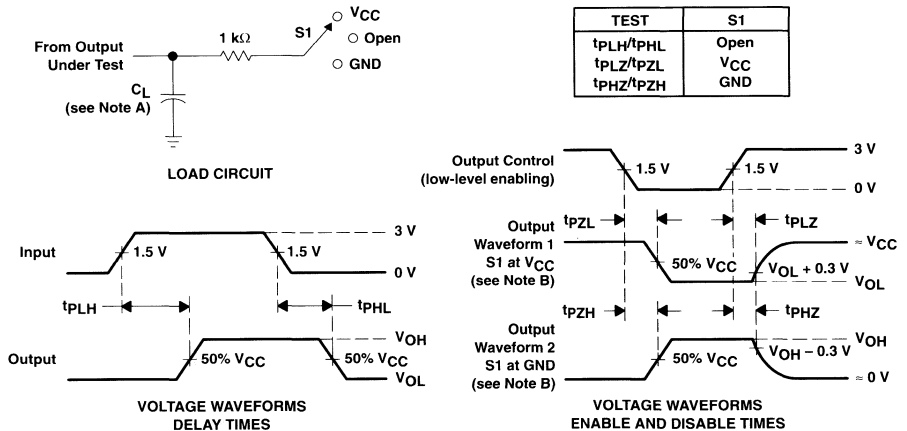 From Output
Under Test
1 kΩ
S1
VCC
Open
GND
CL
(see Note A)
LOAD CIRCUIT
TEST S1
tPLH/tPHL Open
tPLZ/tPZL VCC
tPHZ/tPZH GND
Input
1.5 V
1.5 V
3 V
0 V
tPLH
tPHL
Output
50% VCC
50% VCC
VOH
VOL
VOLTAGE WAVEFORMS
DELAY TIMES
Output Control
(low-level enabling)
1.5 V
1.5 V
3 V
0 V
tPZL
tPLZ
Output
Waveform 1
S1 at VCC
(see Note B)
50% VCC
VOL + 0.3 V
≈ VCC
VOL
tPZH
tPHZ
Output
Waveform 2
S1 at GND
(see Note B)
50% VCC
VOH − 0.3 V
VOH
≈ 0 V
VOLTAGE WAVEFORMS
ENABLE AND DISABLE TIMES